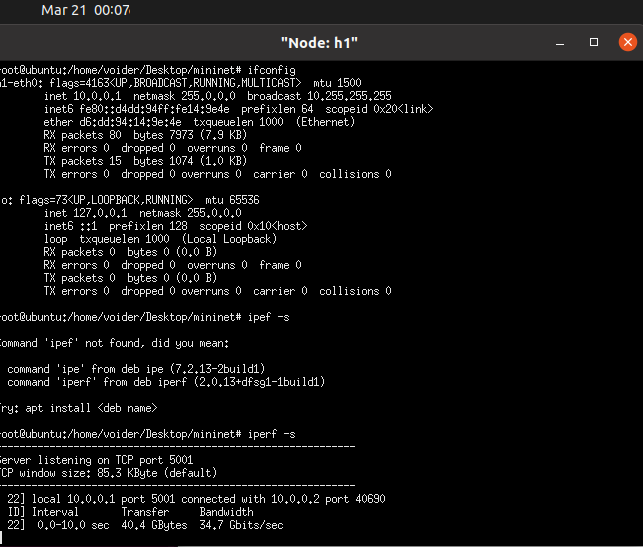 Mar 21 00:07
"Node: h1"
root@ubuntu:/home/voider/Desktop/mininet# ifconfig
h1-eth0: flags=4163<UP,BROADCAST,RUNNING,MULTICAST> mtu 1500
inet 10.0.0.1 netmask 255.0.0.0 broadcast 10.255.255.255
inet6 fe80::d4dd:94ff:fe14:9e4e prefixlen 64 scopeid 0x20<link>
ether d6:dd:94:14:9e:4e txqueuelen 1000 (Ethernet)
RX packets 80 bytes 7973 (7.9 KB)
RX errors 0 dropped 0 overruns 0 frame 0
TX packets 15 bytes 1074 (1.0 KB)
TX errors 0 dropped 0 overruns 0 carrier 0 collisions 0
lo: flags=73<UP,LOOPBACK,RUNNING> mtu 65536
inet 127.0.0.1 netmask 255.0.0.0
inet6 ::1 prefixlen 128 scopeid 0x10<host>
loop txqueuelen 1000 (Local Loopback)
RX packets 0 bytes 0 (0.0 B)
RX errors 0 dropped 0 overruns 0 frame 0
TX packets 0 bytes 0 (0.0 B)
TX errors 0 dropped 0 overruns 0 carrier 0 collisions 0
root@ubuntu:/home/voider/Desktop/mininet# ipef -s
Command 'ipef' not found, did you mean:
command 'ipe' from deb ipe (7.2.13-2build1)
command 'iperf' from deb iperf (2.0.13+dfsg1-1build1)
Try: apt install <deb name>
root@ubuntu:/home/voider/Desktop/mininet# iperf -s
------------------------------------------------------------
Server listening on TCP port 5001
TCP window size: 85.3 KByte (default)
------------------------------------------------------------
[ 22] local 10.0.0.1 port 5001 connected with 10.0.0.2 port 40690
[ ID] Interval Transfer Bandwidth
[ 22] 0.0-10.0 sec 40.4 GBytes 34.7 Gbits/sec